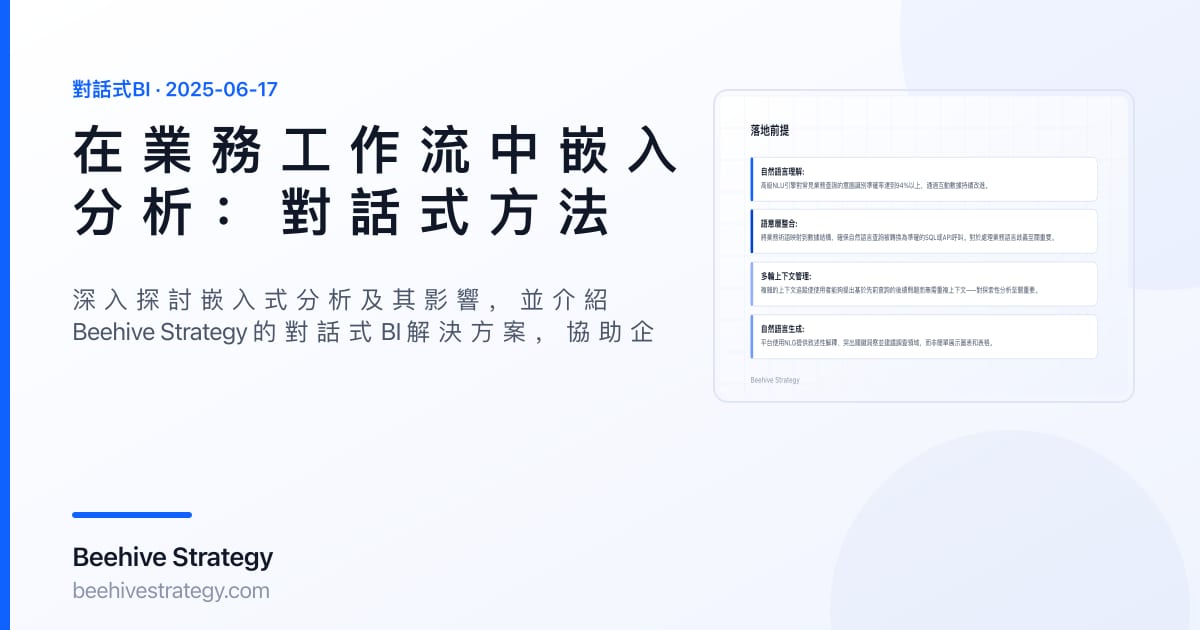 對話式BI · 2025-06-17
在業務工作流中嵌入
分析：對話式方法
深入探討嵌入式分析及其影響，並介紹
Beehive Strategy 的對話式 BI 解決方案，協助企
落地前提
自然語言理解:
高級NLU引擎對常見業務查詢的意圖識別準確率達到94%以上，通過互動數據持續改進。
語意層整合:
將業務術語映射到數據結構，確保自然語言查詢被轉換為準確的SQL或API呼叫。對於處理業務語言歧義至關重要。
多輪上下文管理:
複雜的上下文追蹤使使用者能夠提出基於先前查詢的後續問題而無需重複上下文——對探索性分析至關重要。
自然語言生成:
平台使用NLG提供敘述性解釋，突出關鍵洞察並建議調查領域，而非簡單展示圖表和表格。
Beehive Strategy
Beehive Strategy
beehivestrategy.com